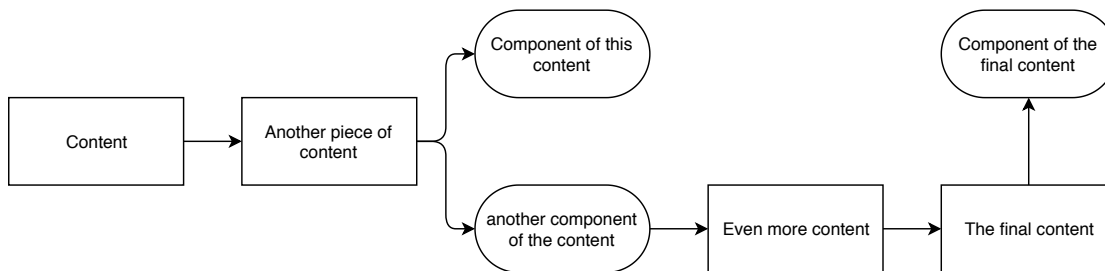 Content
Another piece of
content
Component of this
content
another component
of the content
Even more content
The final content
Component of the
final content